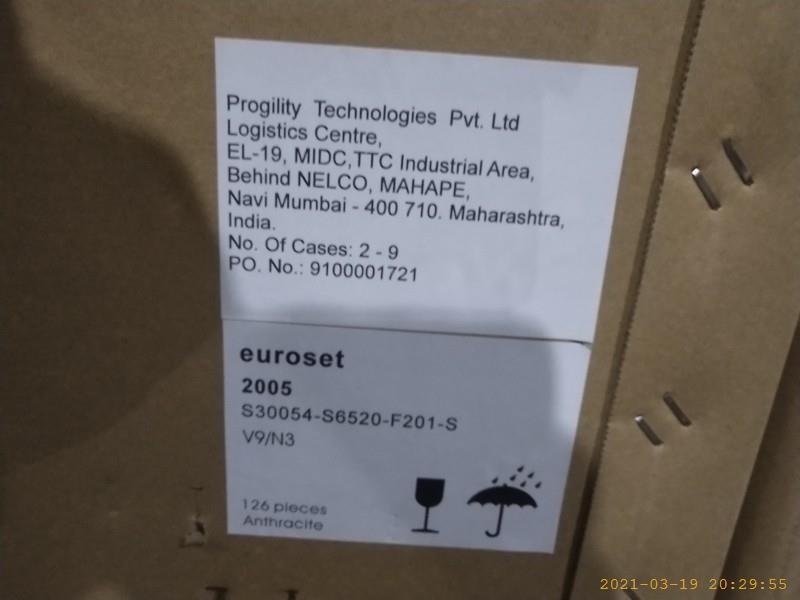 Progility Technologies Pvt. Ltd
Logistics Centre,
EL-19, MIDC,TTC Industrial Area,
Behind NELCO, MAHAPE,
Navi Mumbai - 400 710. Maharashtra,
India.
No. Of Cases: 2 - 9
PO. No.: 9100001721
euroset
2005
S30054-S6520-F201-S
V9/N3
126 pieces
Anthracite
2021-03-19 20:29:55